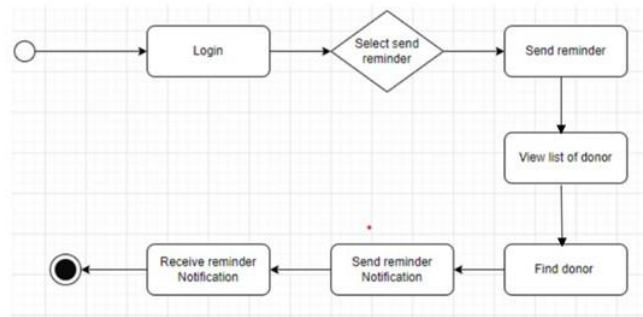 Login
Select send
reminder
Send reminder
View list of donor
Find donor
Send reminder
Notification
Receive reminder
Notification